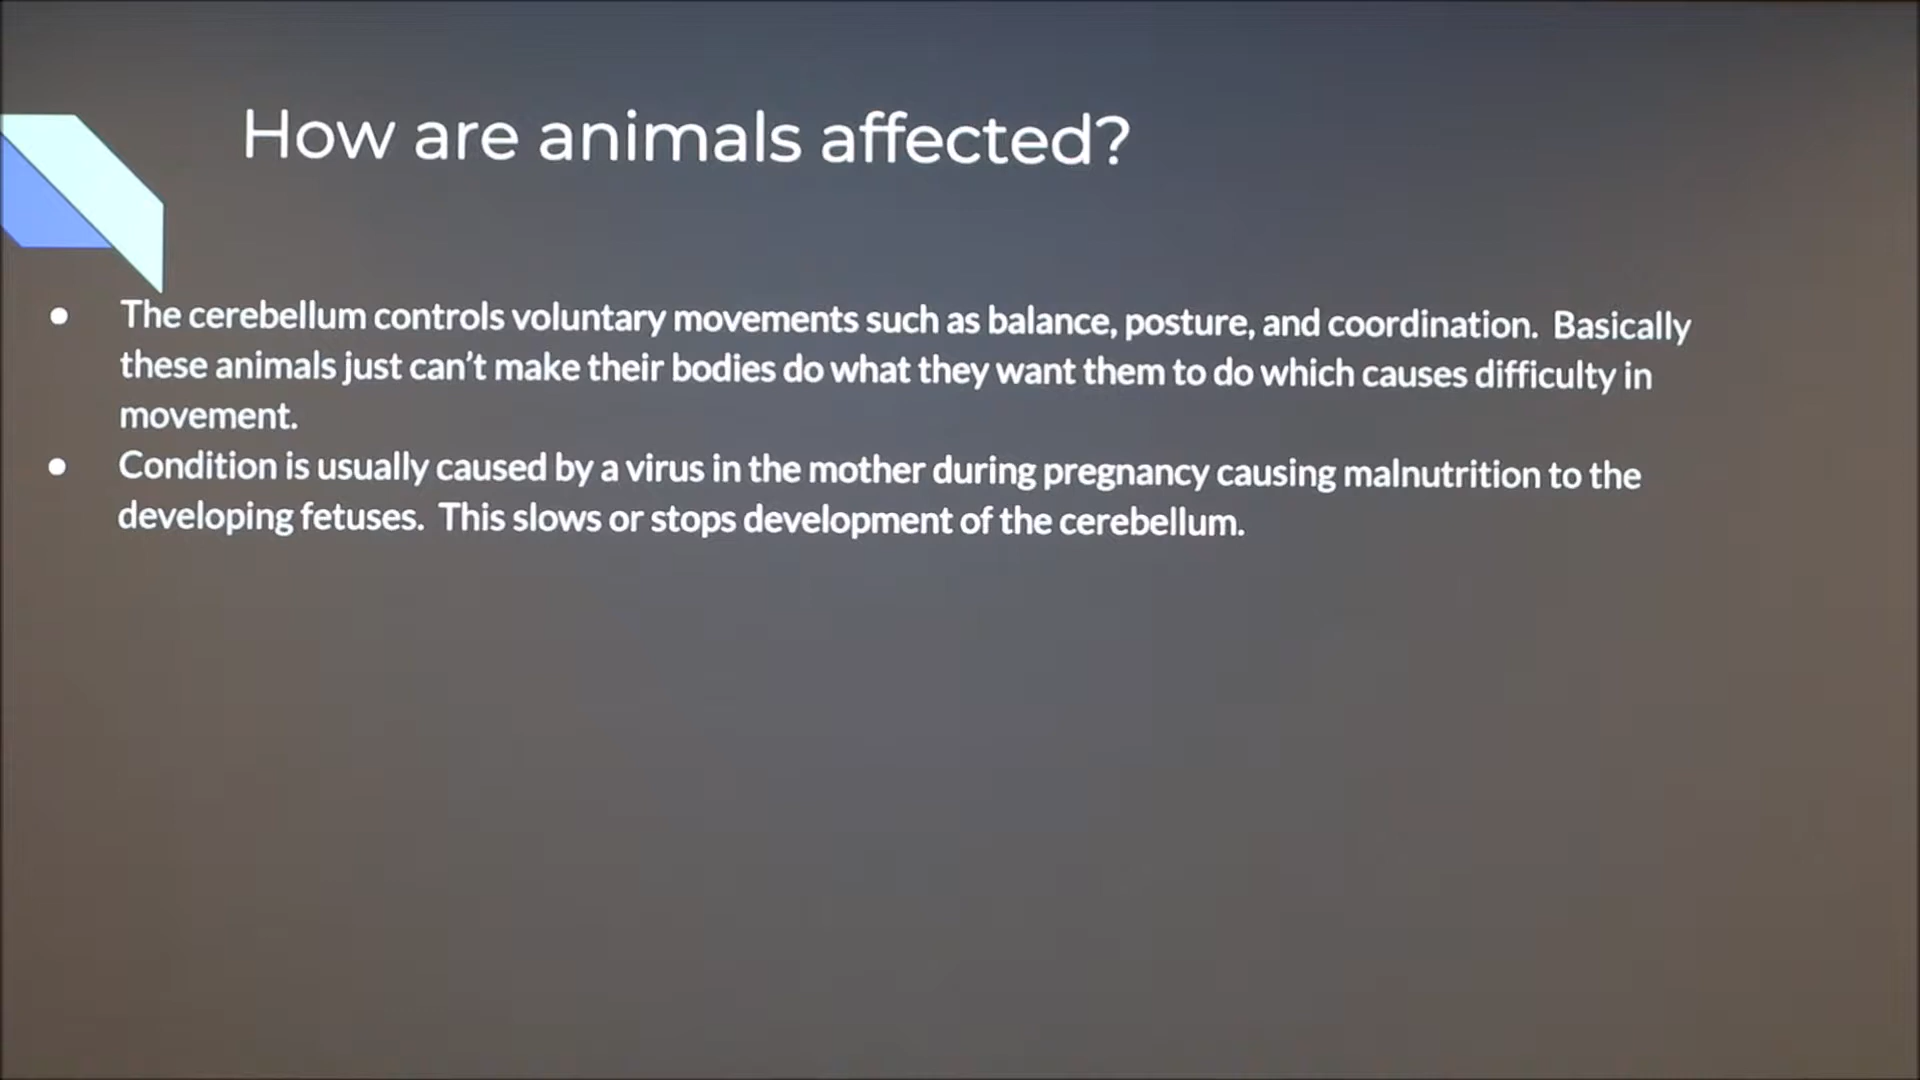 How are animals affected?
● The cerebellum controls voluntary movements such as balance, posture, and coordination.  Basically
these animals just can’t make their bodies do what they want them to do which causes difficulty in
movement.
● Condition is usually caused by a virus in the mother during pregnancy causing malnutrition to the
developing fetuses.  This slows or stops development of the cerebellum.